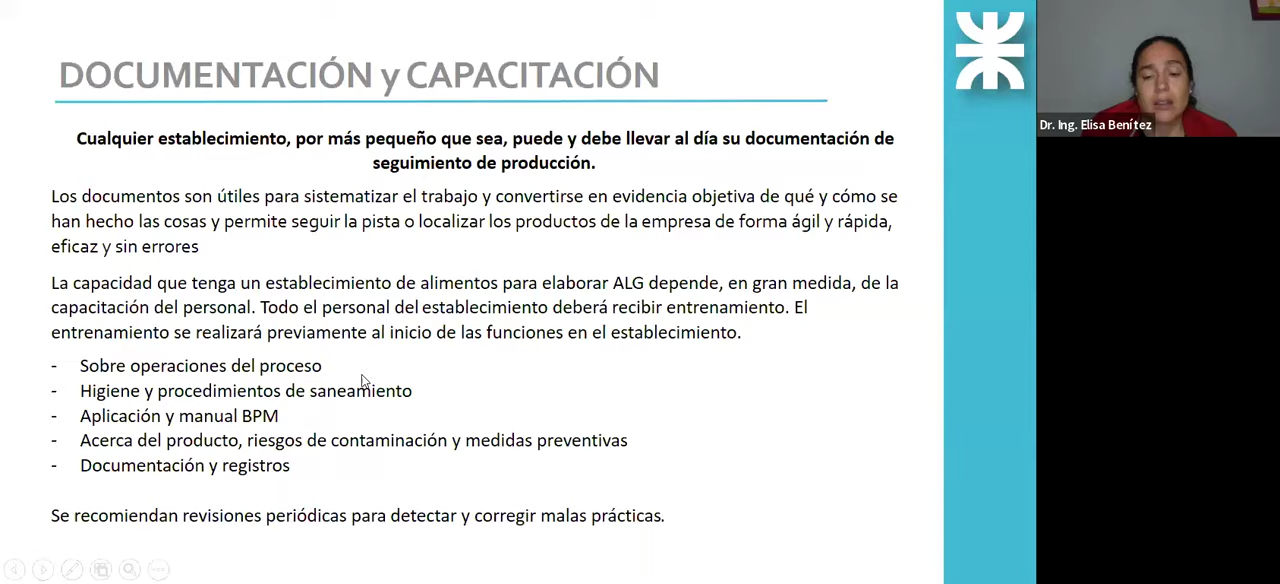 DOCUMENTACIÓN y CAPACITACIÓN
Cualquier establecimiento, por más pequeño que sea, puede y debe llevar al día su documentación de
seguimiento de producción.
Los documentos son útiles para sistematizar el trabajo y convertirse en evidencia objetiva de qué y cómo se
han hecho las cosas y permite seguir la pista o localizar los productos de la empresa de forma ágil y rápida,
eficaz y sin errores
La capacidad que tenga un establecimiento de alimentos para elaborar ALG depende, en gran medida, de la
capacitación del personal. Todo el personal del establecimiento deberá recibir entrenamiento. El
entrenamiento se realizará previamente al inicio de las funciones en el establecimiento.
- Sobre operaciones del proceso
- Higiene y procedimientos de saneamiento
- Aplicación y manual BPM
- Acerca del producto, riesgos de contaminación y medidas preventivas
- Documentación y registros
Se recomiendan revisiones periódicas para detectar y corregir malas prácticas.
Dr. Ing. Elisa Benítez